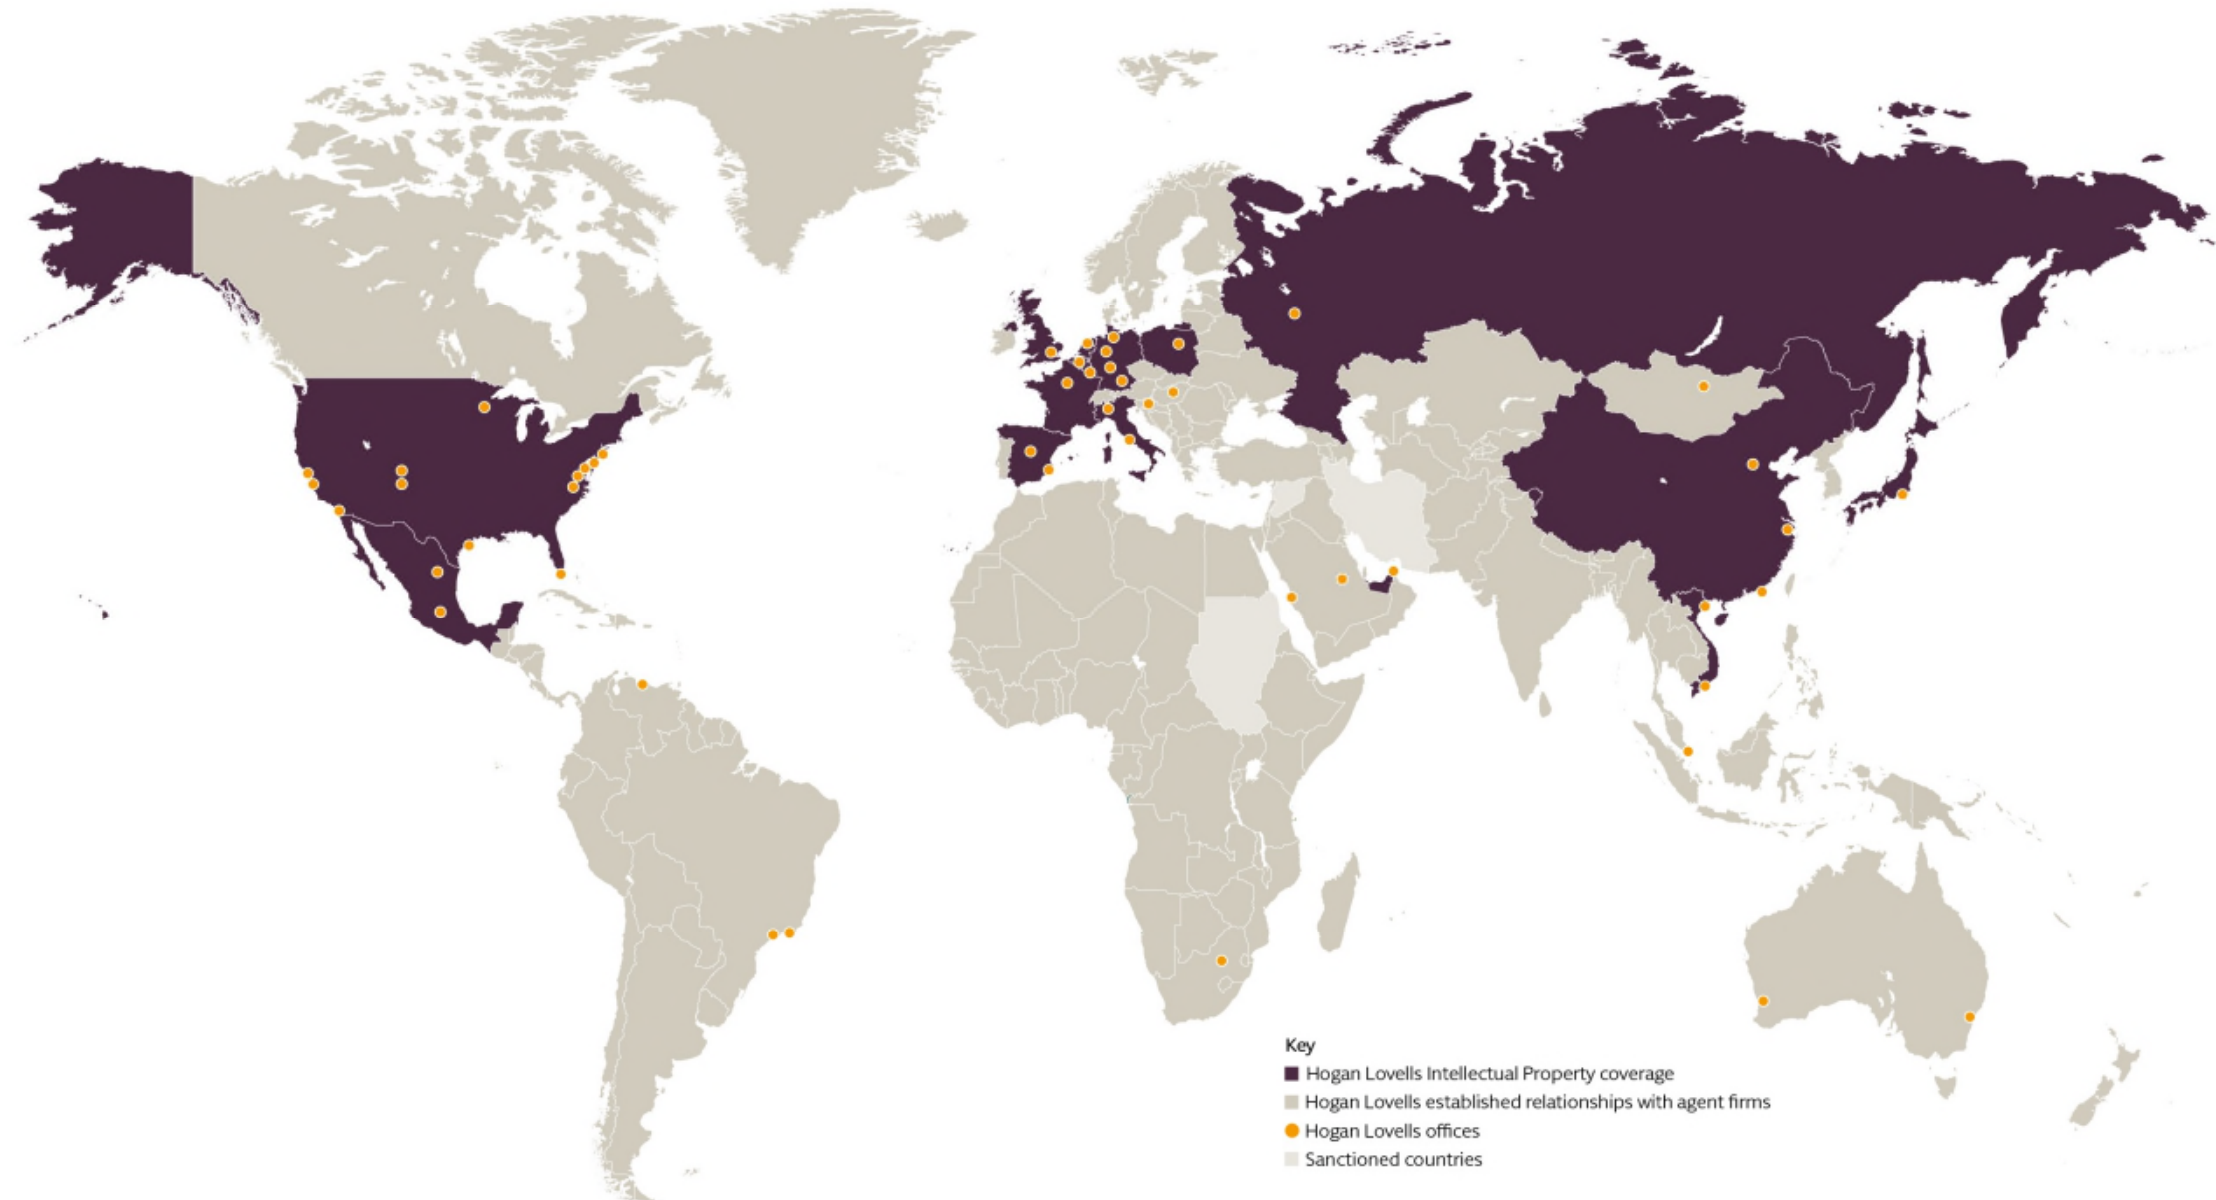 Key
Hogan Lovells Intellectual Property coverage
Hogan Lovells established relationships with agent firms
Hogan Lovells offices
Sanctioned countries